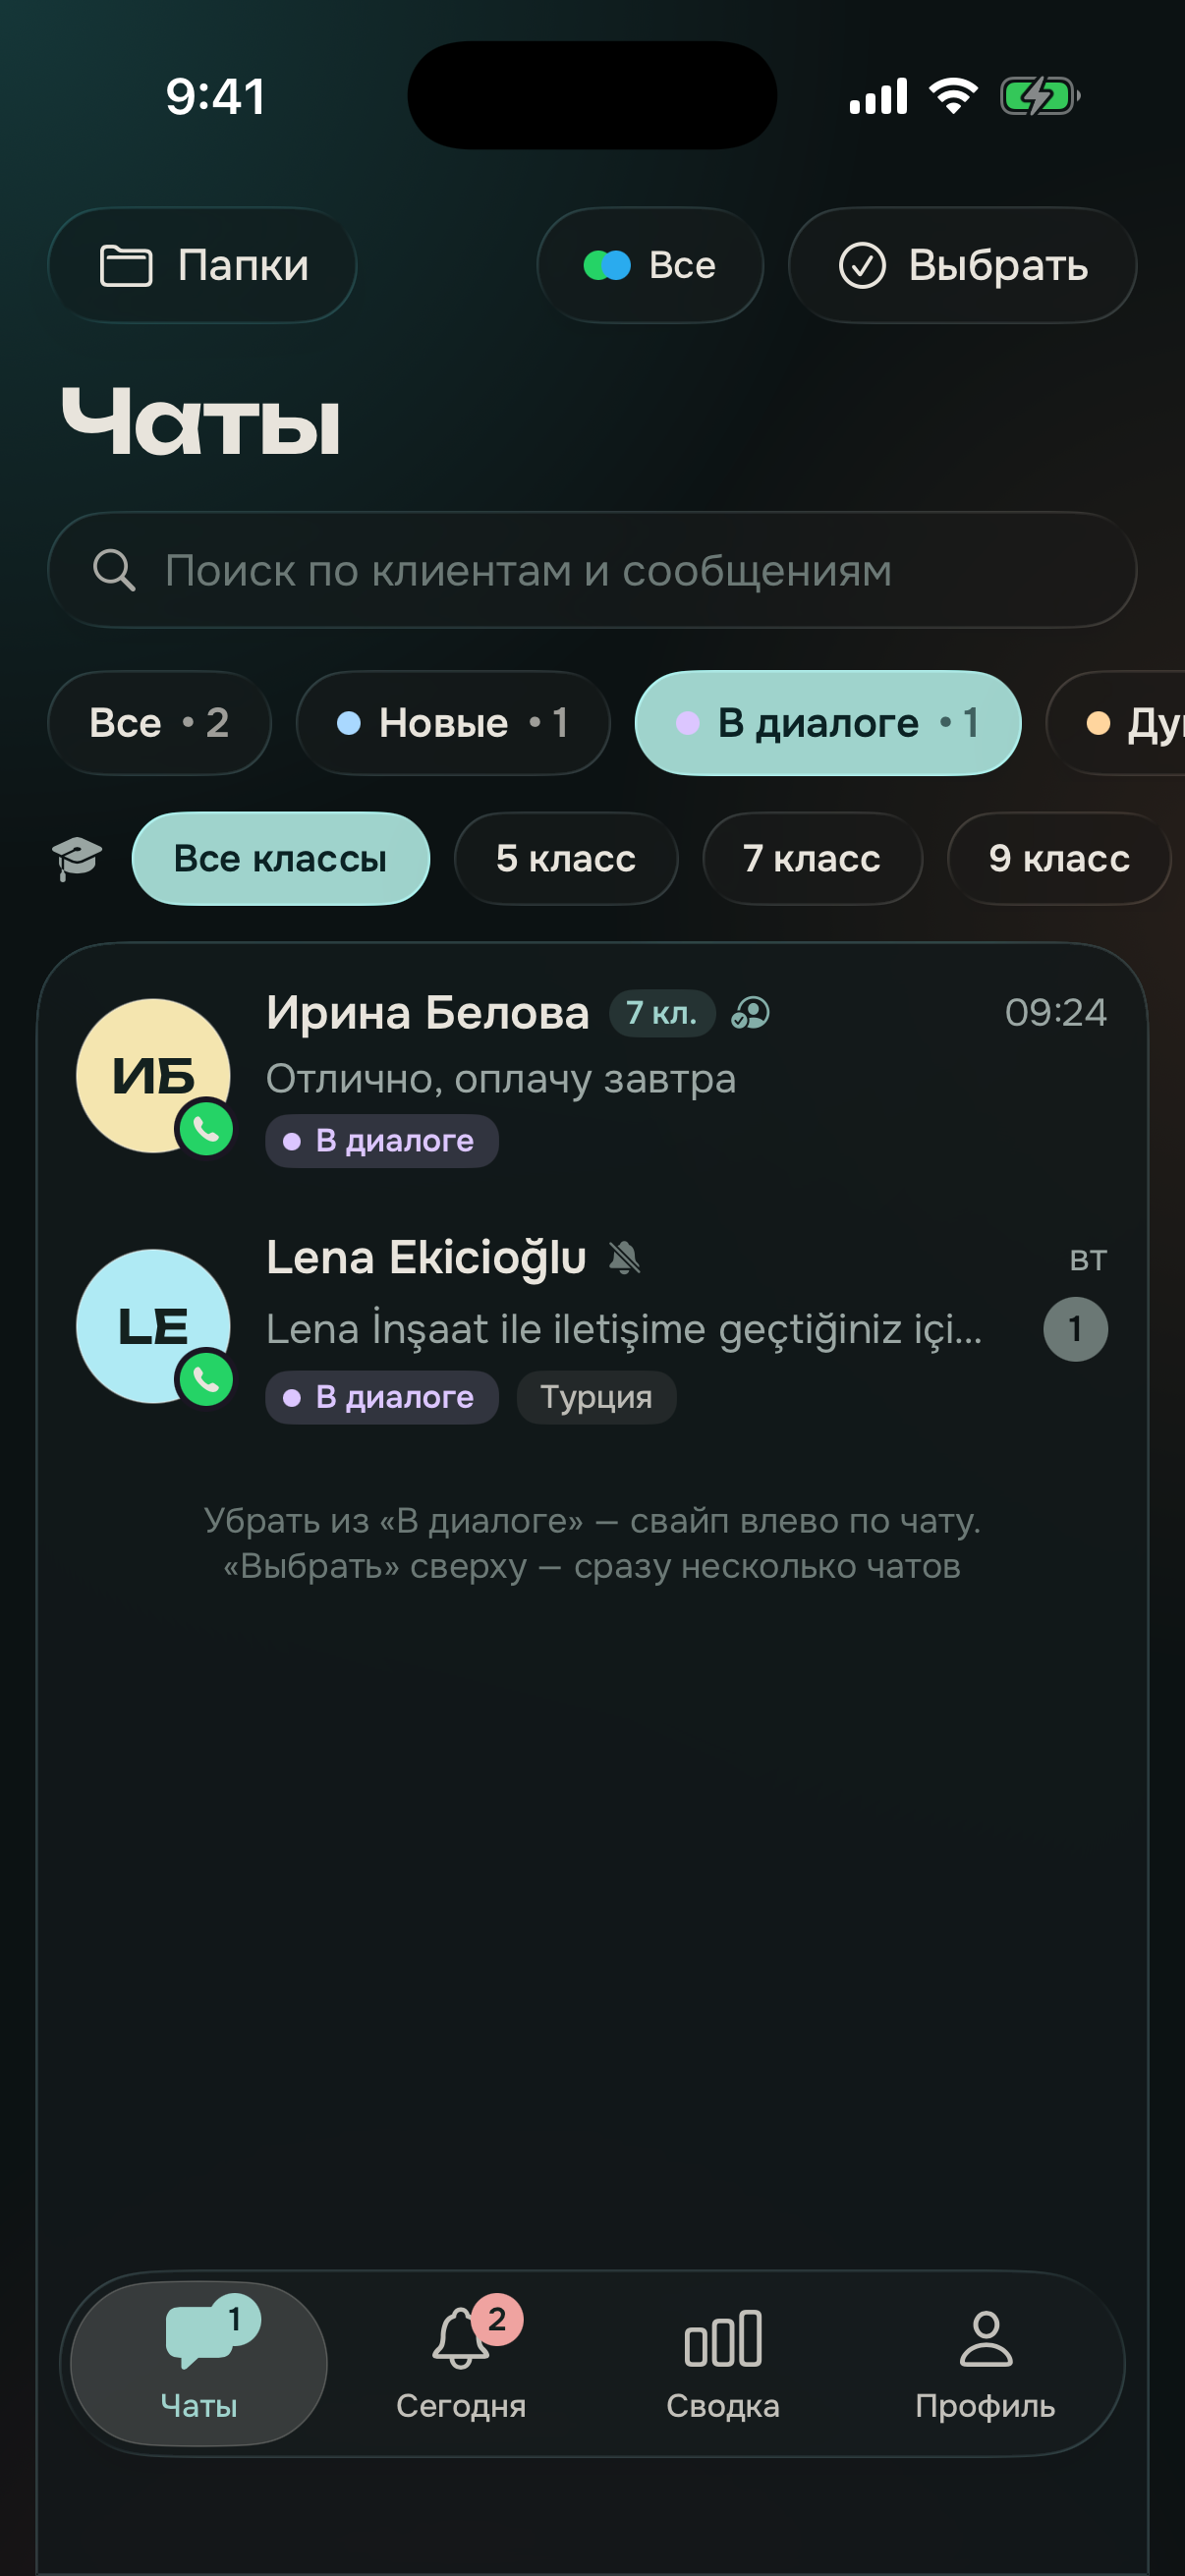 9:41
Папки
Все
Выбрать
Чаты
Поиск по клиентам и сообщениям
Все • 2
Новые • 1
В диалоге • 1
Все классы
5 класс
7 класс
9 класс
ИБ
Ирина Белова
7 кл.
09:24
Отлично, оплачу завтра
В диалоге
LE
Lena Ekicioğlu
вт
Lena İnşaat ile iletişime geçtiğiniz içi...
1
В диалоге
Турция
Убрать из «В диалоге» — свайп влево по чату.
«Выбрать» сверху — сразу несколько чатов
1
2
Чаты
Сегодня
Сводка
Профиль